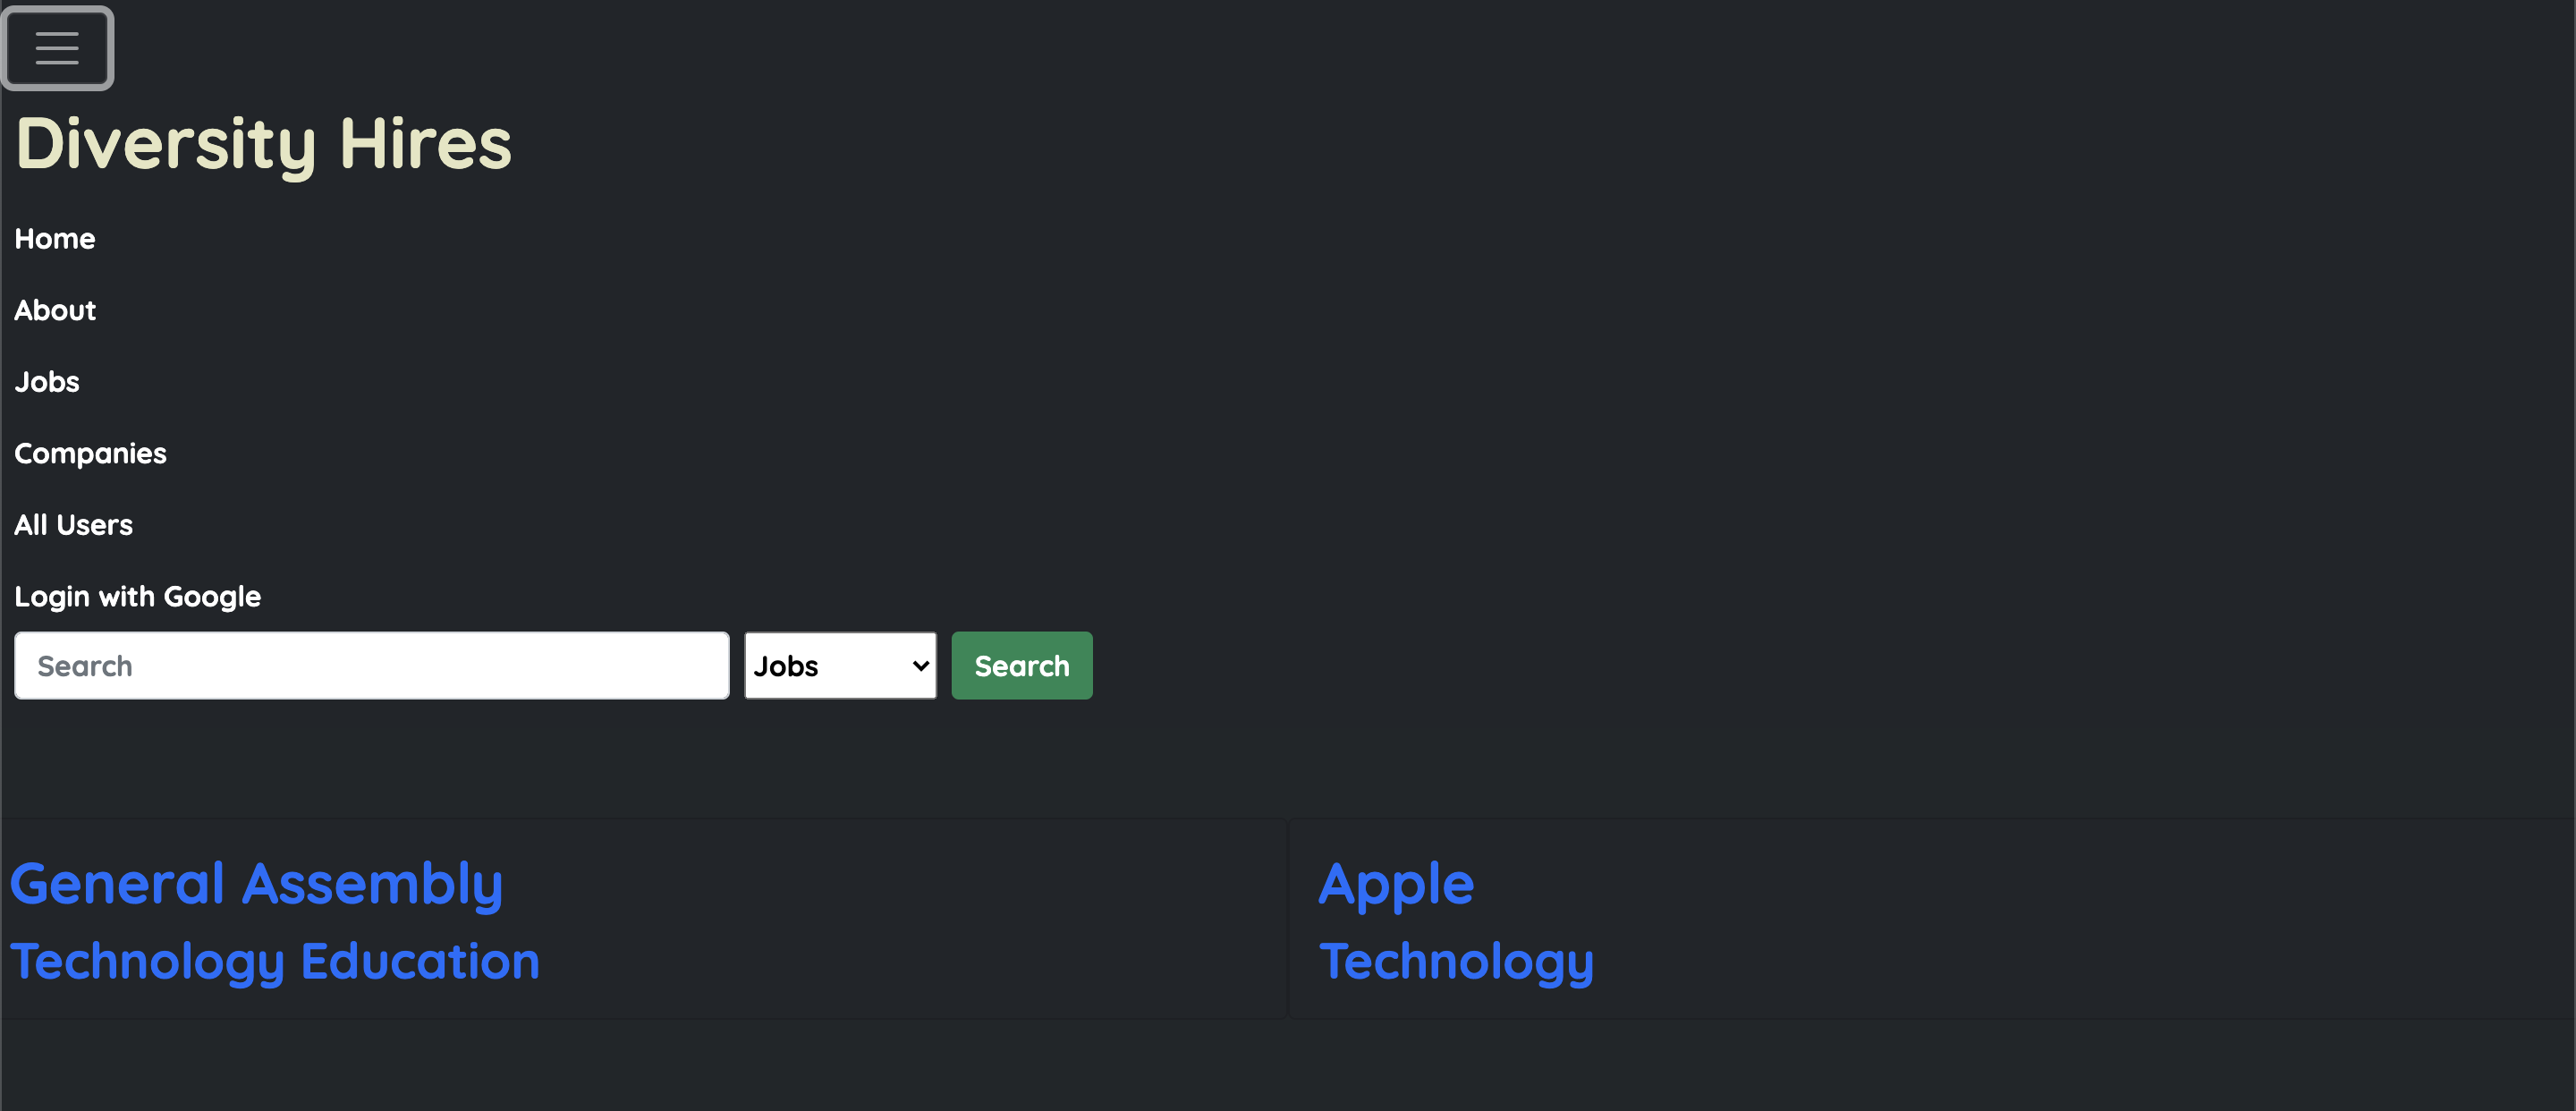 Diversity Hires
Home
About
Jobs
Companies
All Users
Login with Google
Search Jobs Search
General Assembly Apple
Technology Education Technology